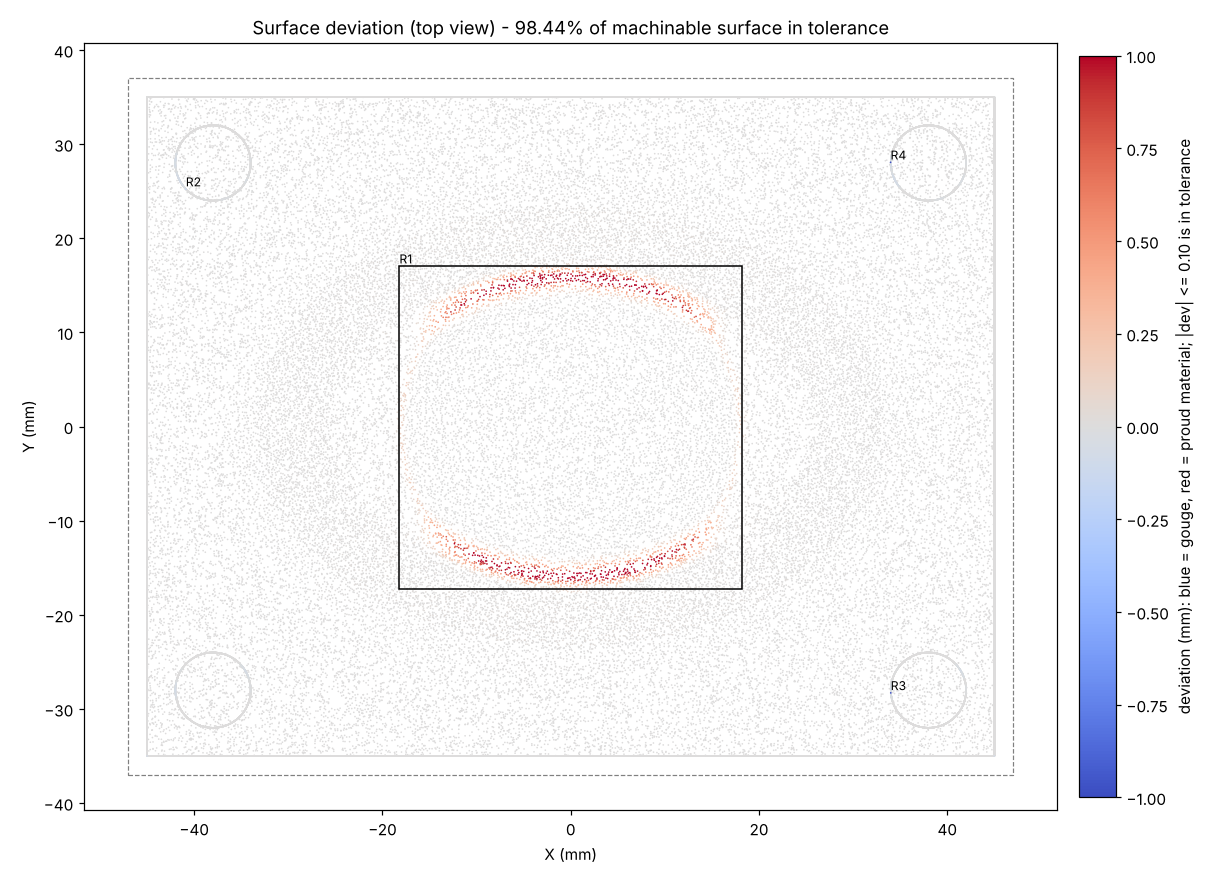 Surface deviation (top view) - 98.44% of machinable surface in tolerance
40
30
20
10
0
−10
−20
−30
−40
Y (mm)
R2
R4
R1
R3
−40
−20
0
20
40
X (mm)
1.00
0.75
0.50
0.25
0.00
−0.25
−0.50
−0.75
−1.00
deviation (mm): blue = gouge, red = proud material; |dev| <= 0.10 is in tolerance